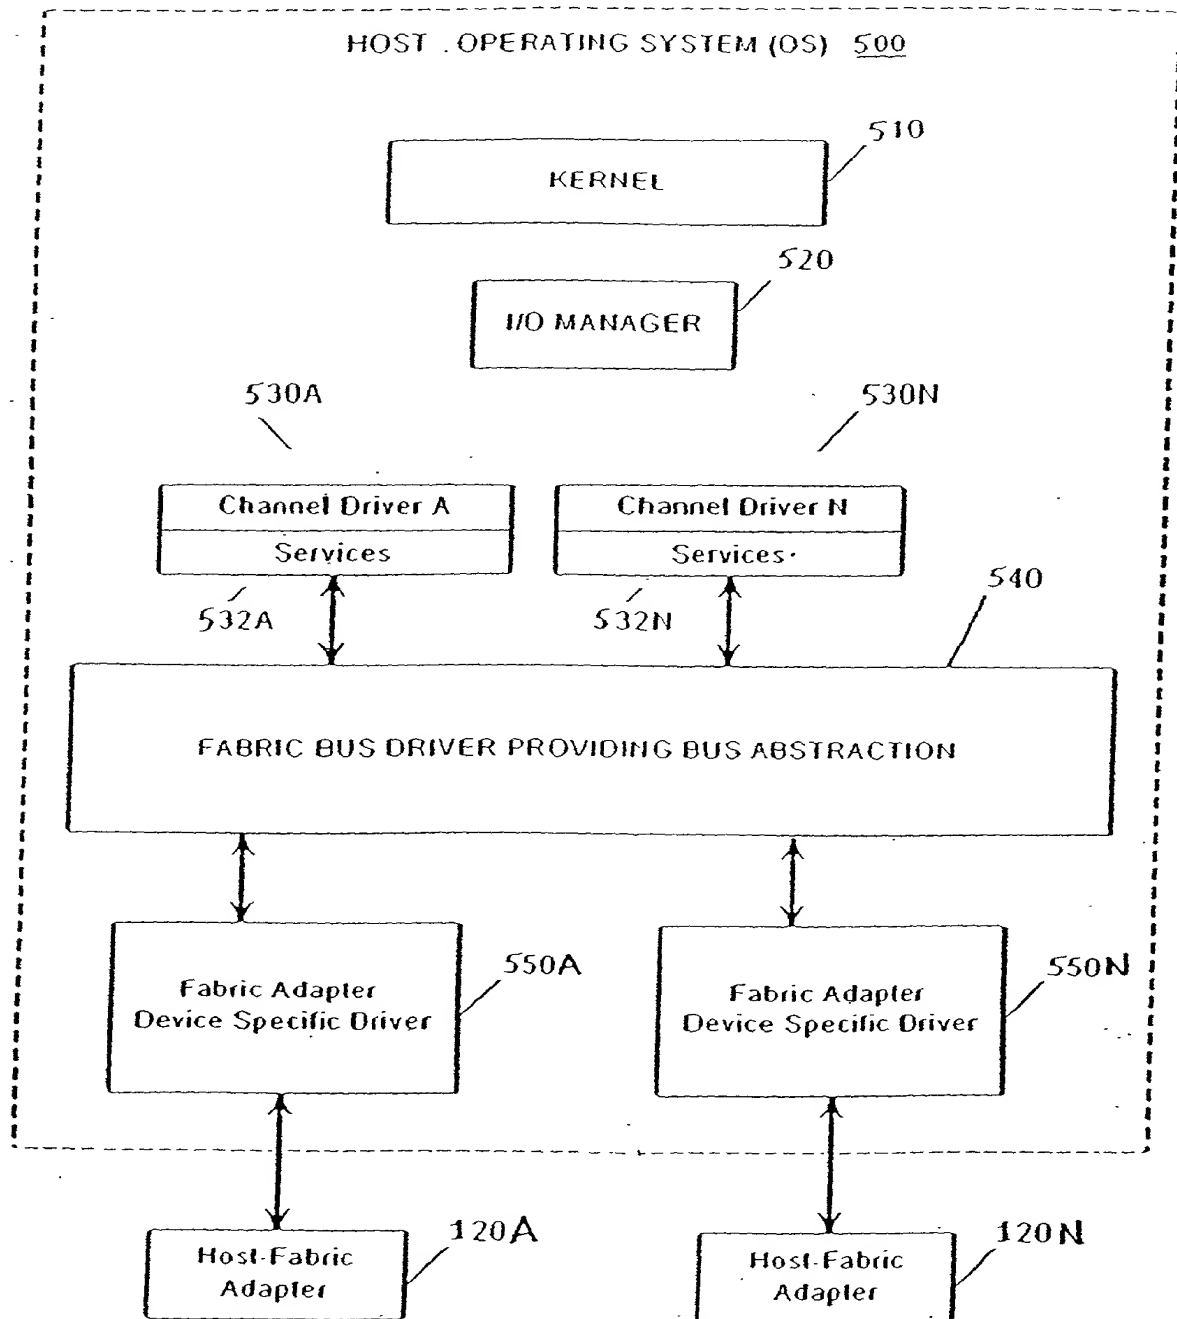 HOST . OPERATING SYSTEM (OS) 500
510
KERNEL
520
I/O MANAGER
530A
530N
Channel Driver A
Services
Channel Driver N
Services
532A
532N
540
FABRIC BUS DRIVER PROVIDING BUS ABSTRACTION
550A
Fabric Adapter
Device Specific Driver
550N
Fabric Adapter
Device Specific Driver
120A
Host-Fabric
Adapter
120N
Host-Fabric
Adapter